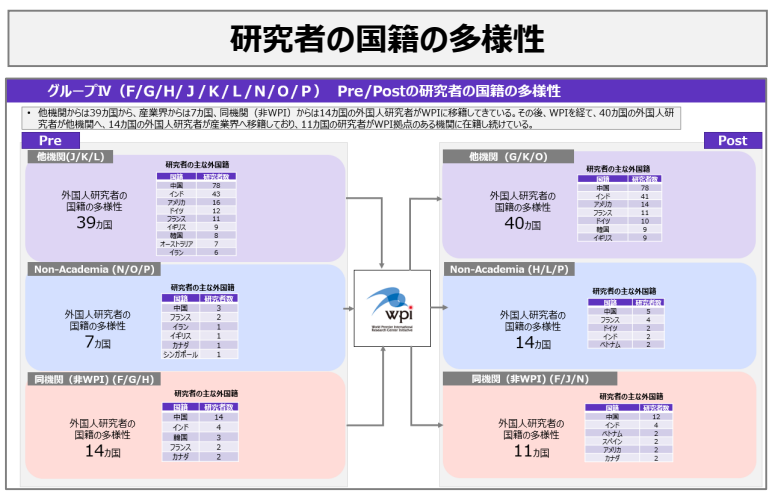 研究者の国籍の多様性
グループⅣ（F/G/H/J/K/L/N/O/P） Pre/Postの研究者の国籍の多様性
• 他機関からは39カ国から、産業界からは7カ国、同機関（非WPI）からは14カ国の外国人研究者がWPIに移籍してきている。その後、WPIを経て、40カ国の外国人研
究者が他機関へ、14カ国の外国人研究者が産業界へ移籍しており、11カ国の研究者がWPI拠点のある機関に在籍し続けている。
Pre
他機関(J/K/L)
研究者の主な外国籍
国籍 研究者数
中国 78
インド 43
アメリカ 16
ドイツ 12
フランス 11
イギリス 9
韓国 8
オーストラリア 7
イラン 6
外国人研究者の
国籍の多様性
39カ国
Non-Academia (N/O/P)
研究者の主な外国籍
国籍 研究者数
中国 3
フランス 2
イラン 1
イギリス 1
カナダ 1
シンガポール 1
外国人研究者の
国籍の多様性
7カ国
同機関（非WPI) (F/G/H)
研究者の主な外国籍
国籍 研究者数
中国 14
インド 4
韓国 3
フランス 2
カナダ 2
外国人研究者の
国籍の多様性
14カ国
wpi
World Premier International
Research Center Initiative
Post
他機関（G/K/O）
研究者の主な外国籍
国籍 研究者数
中国 78
インド 41
アメリカ 14
フランス 11
ドイツ 10
韓国 9
イギリス 9
外国人研究者の
国籍の多様性
40カ国
Non-Academia (H/L/P)
研究者の主な外国籍
国籍 研究者数
中国 5
フランス 4
ドイツ 2
インド 2
ベトナム 2
外国人研究者の
国籍の多様性
14カ国
同機関（非WPI) (F/J/N)
研究者の主な外国籍
国籍 研究者数
中国 12
インド 4
ベトナム 2
スペイン 2
アメリカ 2
カナダ 2
外国人研究者の
国籍の多様性
11カ国